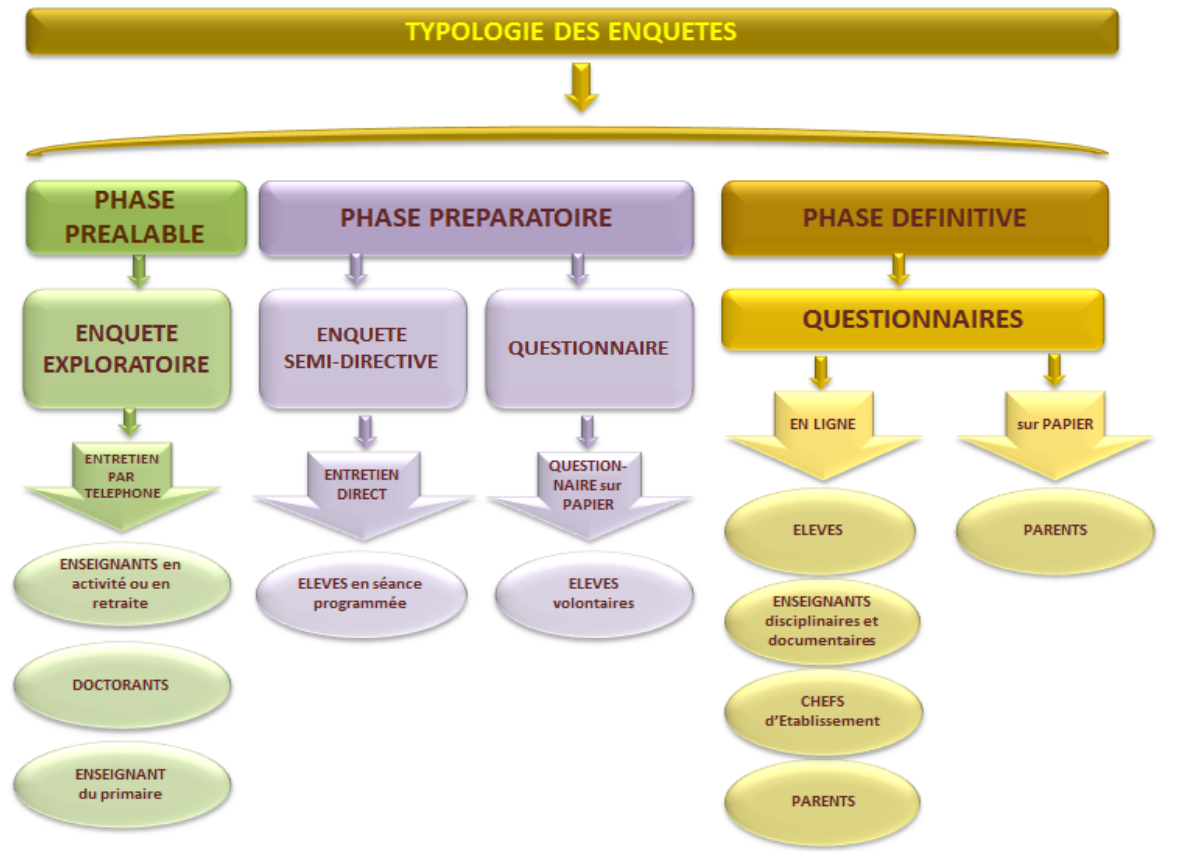 TYPOLOGIE DES ENQUETES
PHASE
PREALABLE
PHASE PREPARATOIRE
PHASE DEFINITIVE
ENQUETE
EXPLORATOIRE
ENQUETE
SEMI-DIRECTIVE
QUESTIONNAIRE
QUESTIONNAIRES
ENTRETIEN
PAR
TELEPHONE
ENTRETIEN
DIRECT
QUESTION-
NAIRE sur
PAPIER
EN LIGNE
sur PAPIER
ENSEIGNANTS en
activité ou en
retraite
DOCTORANTS
ENSEIGNANT
du primaire
ELEVES en séance
programmée
ELEVES
volontaires
ELEVES
ENSEIGNANTS
disciplinaires et
documentaires
CHEFS
d'Etablissement
PARENTS
PARENTS